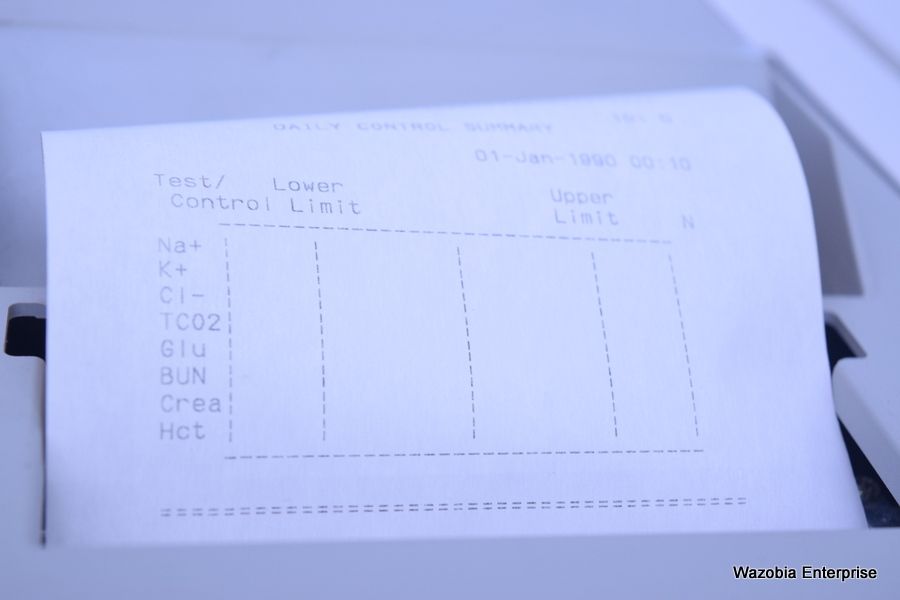 DAILY CONTROL SUMMARY
01-Jan-1990 00:10
Test/ Lower Upper
Control Limit Limit N
Na+
K+
Cl-
TCO2
Glu
BUN
Crea
Hct
Wazobia Enterprise